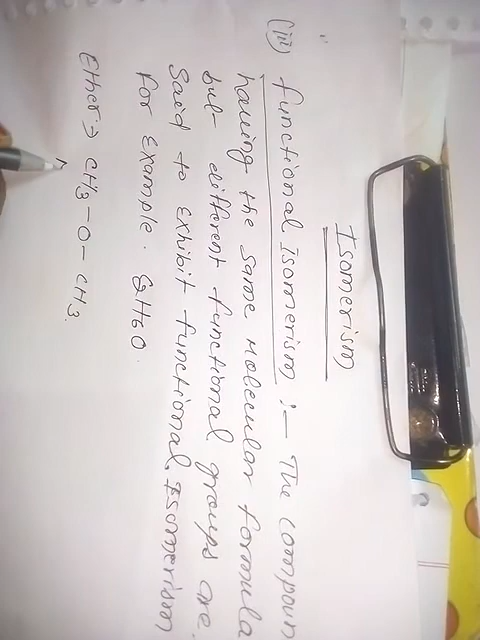 Isomerism
(iii) functional Isomerism :- The compoun
having the same molecular formula
but different functional groups are
said to exhibit functional Isomerism
for Example. C2H6O.
Ether → CH3-O-CH3.